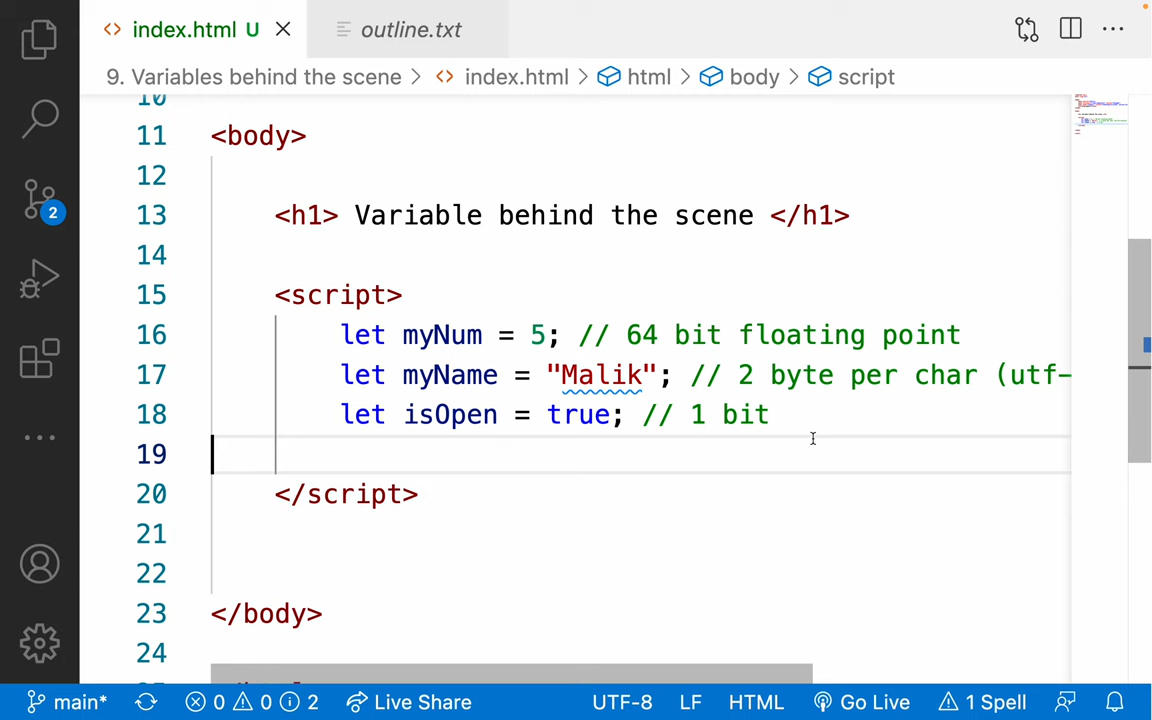 index.html U
outline.txt
9. Variables behind the scene > index.html > html > body > script
10
11 <body>
12
13 <h1> Variable behind the scene </h1>
14
15 <script>
16 let myNum = 5; // 64 bit floating point
17 let myName = "Malik"; // 2 byte per char (utf-
18 let isOpen = true; // 1 bit
19
20 </script>
21
22
23 </body>
24
2
main* 0 0 2 Live Share UTF-8 LF HTML Go Live 1 Spell